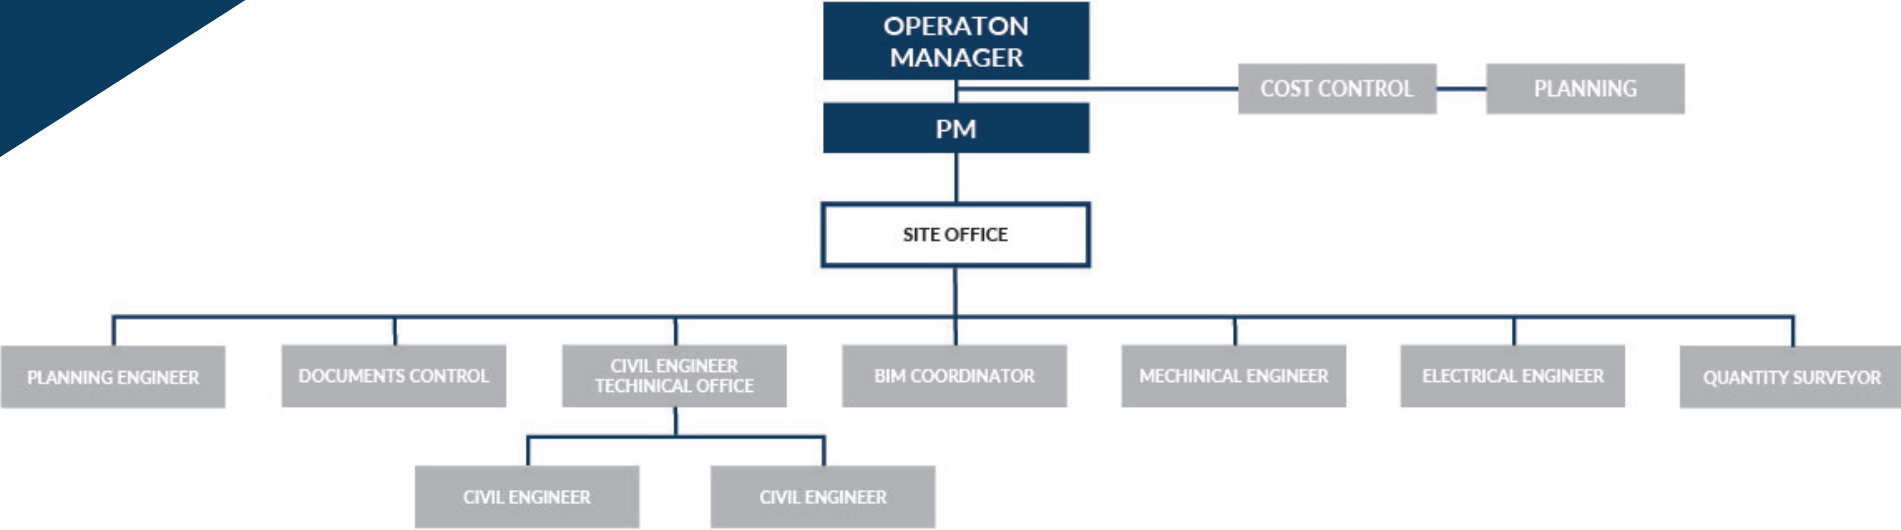 OPERATON
MANAGER
COST CONTROL
PLANNING
PM
SITE OFFICE
PLANNING ENGINEER
DOCUMENTS CONTROL
CIVIL ENGINEER
TECHINICAL OFFICE
BIM COORDINATOR
MECHINICAL ENGINEER
ELECTRICAL ENGINEER
QUANTITY SURVEYOR
CIVIL ENGINEER
CIVIL ENGINEER